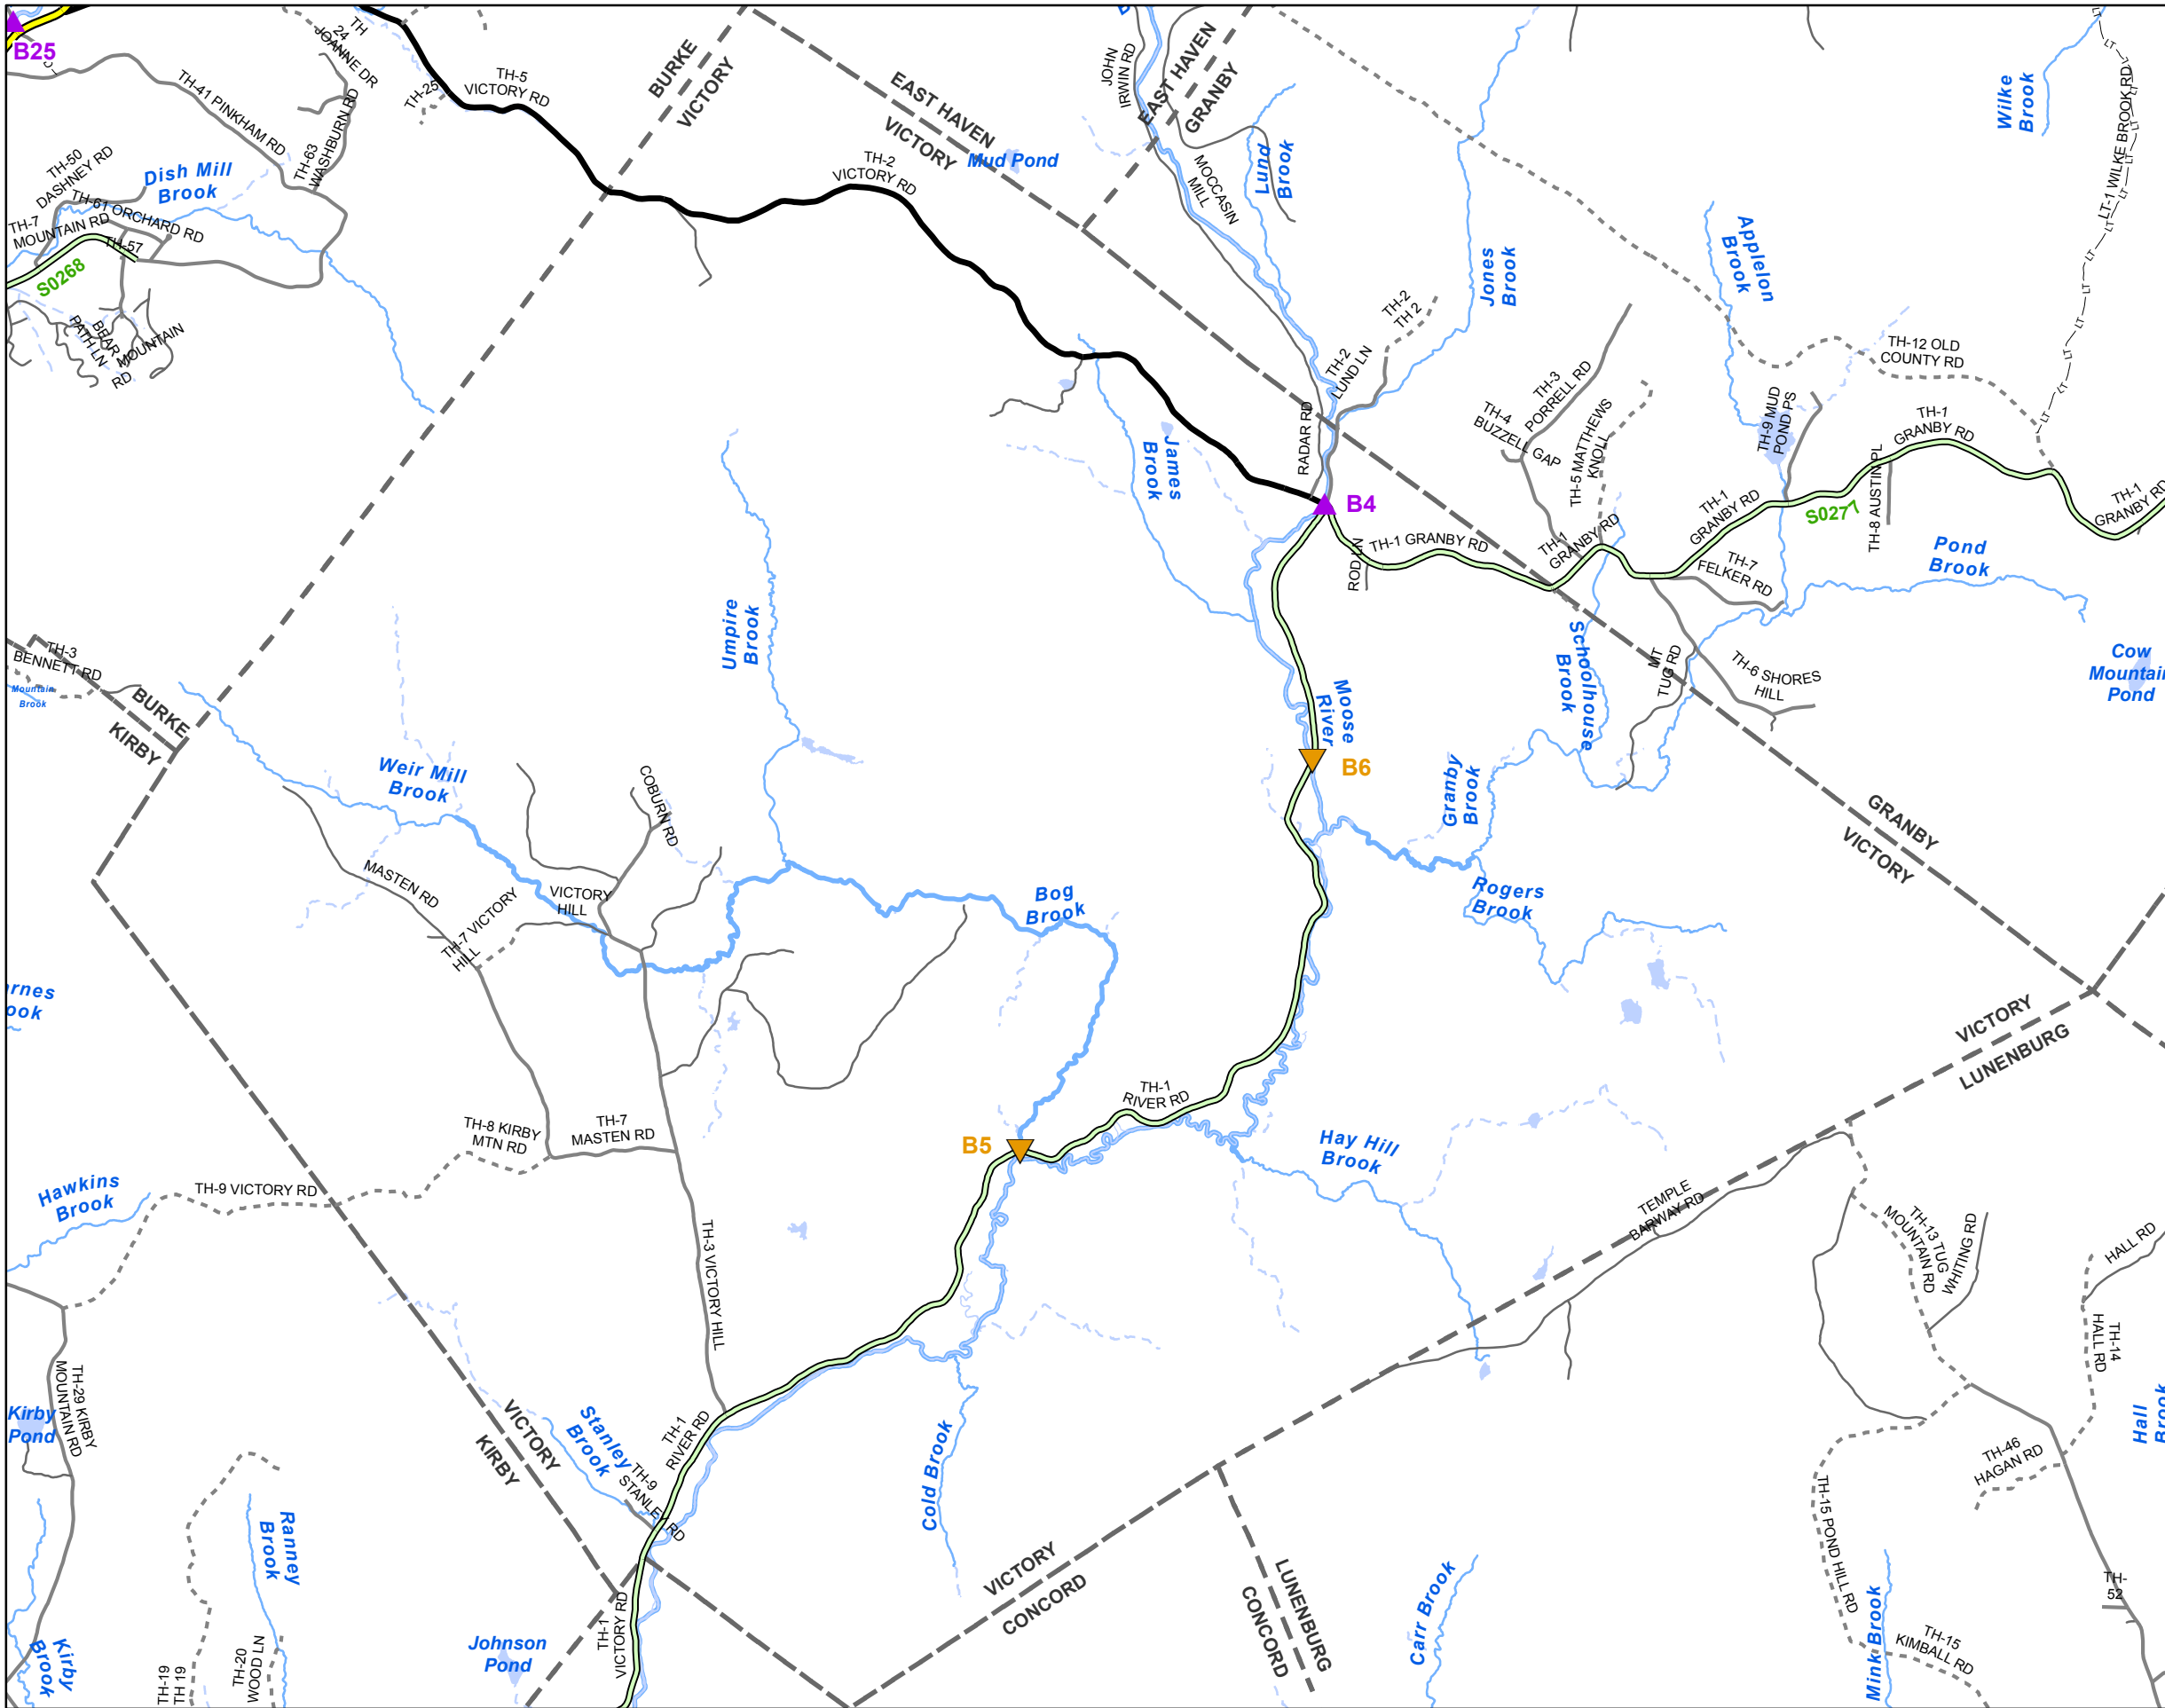 B25
TH
24
JOANNE DR
TH-25
TH-5
VICTORY RD
BURKE
VICTORY
EAST HAVEN
VICTORY
Mud Pond
JOHN
IRWIN RD
EAST HAVEN
GRANBY
Wilke
Brook
LT-1 WILKE BROOK RD
TH-41 PINKHAM RD
TH-63
WASHBURN RD
TH-50
DASHNEY RD
Dish Mill
Brook
TH-61 ORCHARD RD
TH-7
MOUNTAIN RD
TH-57
S0268
BEAR
PATH LN
MOUNTAIN
RD
TH-2
VICTORY RD
MOCCASIN
MILL
Lund
Brook
Jones
Brook
Applelon
Brook
TH-2
TH 2
TH-2
LUND LN
RADAR RD
TH-3
PORRELL RD
TH-4
BUZZELL GAP
TH-5 MATTHEWS
KNOLL
TH-12 OLD
COUNTY RD
TH-9 MUD
POND PS
TH-1
GRANBY RD
TH-8 AUSTIN PL
S0277
TH-1
GRANBY RD
TH-1
GRANBY RD
TH-1
GRANBY RD
TH-1 GRANBY RD
ROD LN
B4
James
Brook
TH-7
FELKER RD
Pond
Brook
Cow
Mountain
Pond
TH-6 SHORES
HILL
MT
TUG RD
Schoolhouse
Brook
Umpire
Brook
TH-3
BENNETT RD
Mountain
Brook
BURKE
KIRBY
Weir Mill
Brook
Moose
River
B6
Granby
Brook
Rogers
Brook
GRANBY
VICTORY
COBURN RD
MASTEN RD
VICTORY
HILL
TH-7 VICTORY
HILL
Bog
Brook
VICTORY
LUNENBURG
TH-1
RIVER RD
TH-8 KIRBY
MTN RD
TH-7
MASTEN RD
B5
Hay Hill
Brook
Hawkins
Brook
TH-9 VICTORY RD
TH-3 VICTORY HILL
TEMPLE
BARWAY RD
TH-13 TUG
MOUNTAIN RD
WHITING RD
HALL RD
TH-14
HALL RD
Hall
TH-29 KIRBY
MOUNTAIN RD
Kirby
Pond
VICTORY
KIRBY
Stanley
Brook
TH-9
STANLEY RD
TH-1
RIVER RD
Cold Brook
TH-46
HAGAN RD
TH-15 POND HILL RD
Ranney
Brook
VICTORY
CONCORD
LUNENBURG
CONCORD
Carr Brook
Mink Brook
TH-15
KIMBALL RD
TH-
52
Kirby
Brook
TH-19
TH 19
TH-20
WOOD LN
Johnson
Pond
TH-1
VICTORY RD